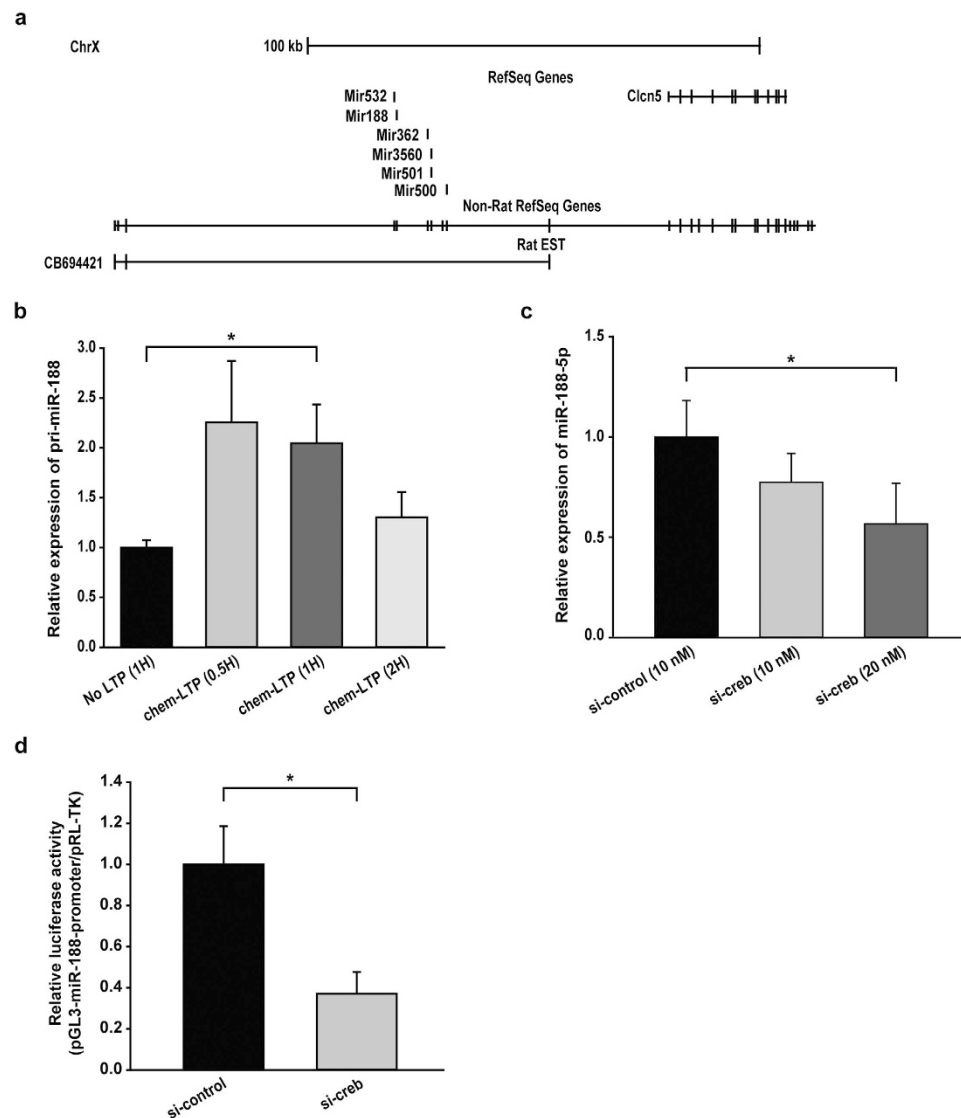 a
ChrX
100 kb
RefSeq Genes
Mir532
Clcn5
Mir188
Mir362
Mir3560
Mir501
Mir500
Non-Rat RefSeq Genes
Rat EST
CB694421
b
Relative expression of pri-miR-188
3.0
2.5
2.0
1.5
1.0
0.5
0.0
*
No LTP (1H)
chem-LTP (0.5H)
chem-LTP (1H)
chem-LTP (2H)
c
Relative expression of miR-188-5p
1.5
1.0
0.5
0.0
*
si-control (10 nM)
si-creb (10 nM)
si-creb (20 nM)
d
Relative luciferase activity
(pGL3-miR-188-promoter/pRL-TK)
1.4
1.2
1.0
0.8
0.6
0.4
0.2
0.0
*
si-control
si-creb